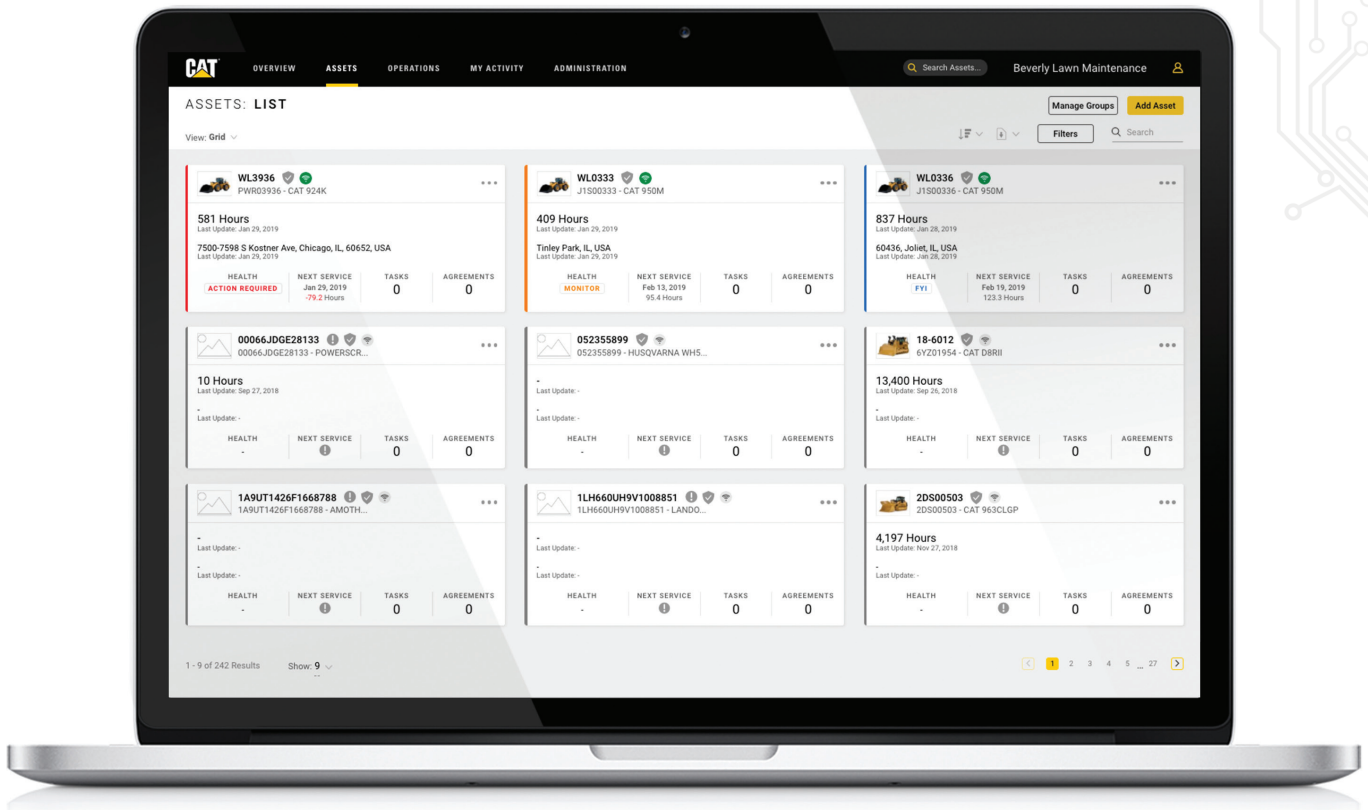 CAT
OVERVIEW ASSETS OPERATIONS MY ACTIVITY ADMINISTRATION
Search Assets...
Beverly Lawn Maintenance
ASSETS: LIST
Manage Groups
Add Asset
View: Grid
Filters
Search
WL3936
PWR03936 - CAT 924K
581 Hours
Last Update: Jan 29, 2019
7500-7598 S Kostner Ave, Chicago, IL, 60652, USA
Last Update: Jan 29, 2019
HEALTH NEXT SERVICE TASKS AGREEMENTS
ACTION REQUIRED Jan 29, 2019 0 0
-79.2 Hours
WL0333
J1S00333 - CAT 950M
409 Hours
Last Update: Jan 29, 2019
Tinley Park, IL, USA
Last Update: Jan 29, 2019
HEALTH NEXT SERVICE TASKS AGREEMENTS
MONITOR Feb 13, 2019 0 0
95.4 Hours
WL0336
J1S00336 - CAT 950M
837 Hours
Last Update: Jan 28, 2019
60436, Joliet, IL, USA
Last Update: Jan 28, 2019
HEALTH NEXT SERVICE TASKS AGREEMENTS
FYI Feb 19, 2019 0 0
123.3 Hours
00066JDGE28133
00066JDGE28133 - POWERSCR...
10 Hours
Last Update: Sep 27, 2018
-
Last Update: -
HEALTH NEXT SERVICE TASKS AGREEMENTS
- 0 0
052355899
052355899 - HUSQVARNA WH5...
-
Last Update: -
-
Last Update: -
HEALTH NEXT SERVICE TASKS AGREEMENTS
- 0 0
18-6012
6YZ01954 - CAT D8RII
13,400 Hours
Last Update: Sep 26, 2018
-
Last Update: -
HEALTH NEXT SERVICE TASKS AGREEMENTS
- 0 0
1A9UT1426F1668788
1A9UT1426F1668788 - AMOTH...
-
Last Update: -
-
Last Update: -
HEALTH NEXT SERVICE TASKS AGREEMENTS
- 0 0
1LH660UH9V1008851
1LH660UH9V1008851 - LANDO...
-
Last Update: -
-
Last Update: -
HEALTH NEXT SERVICE TASKS AGREEMENTS
- 0 0
2DS00503
2DS00503 - CAT 963CLGP
4,197 Hours
Last Update: Nov 27, 2018
-
Last Update: -
HEALTH NEXT SERVICE TASKS AGREEMENTS
- 0 0
1 - 9 of 242 Results Show: 9
1 2 3 4 5 ... 27